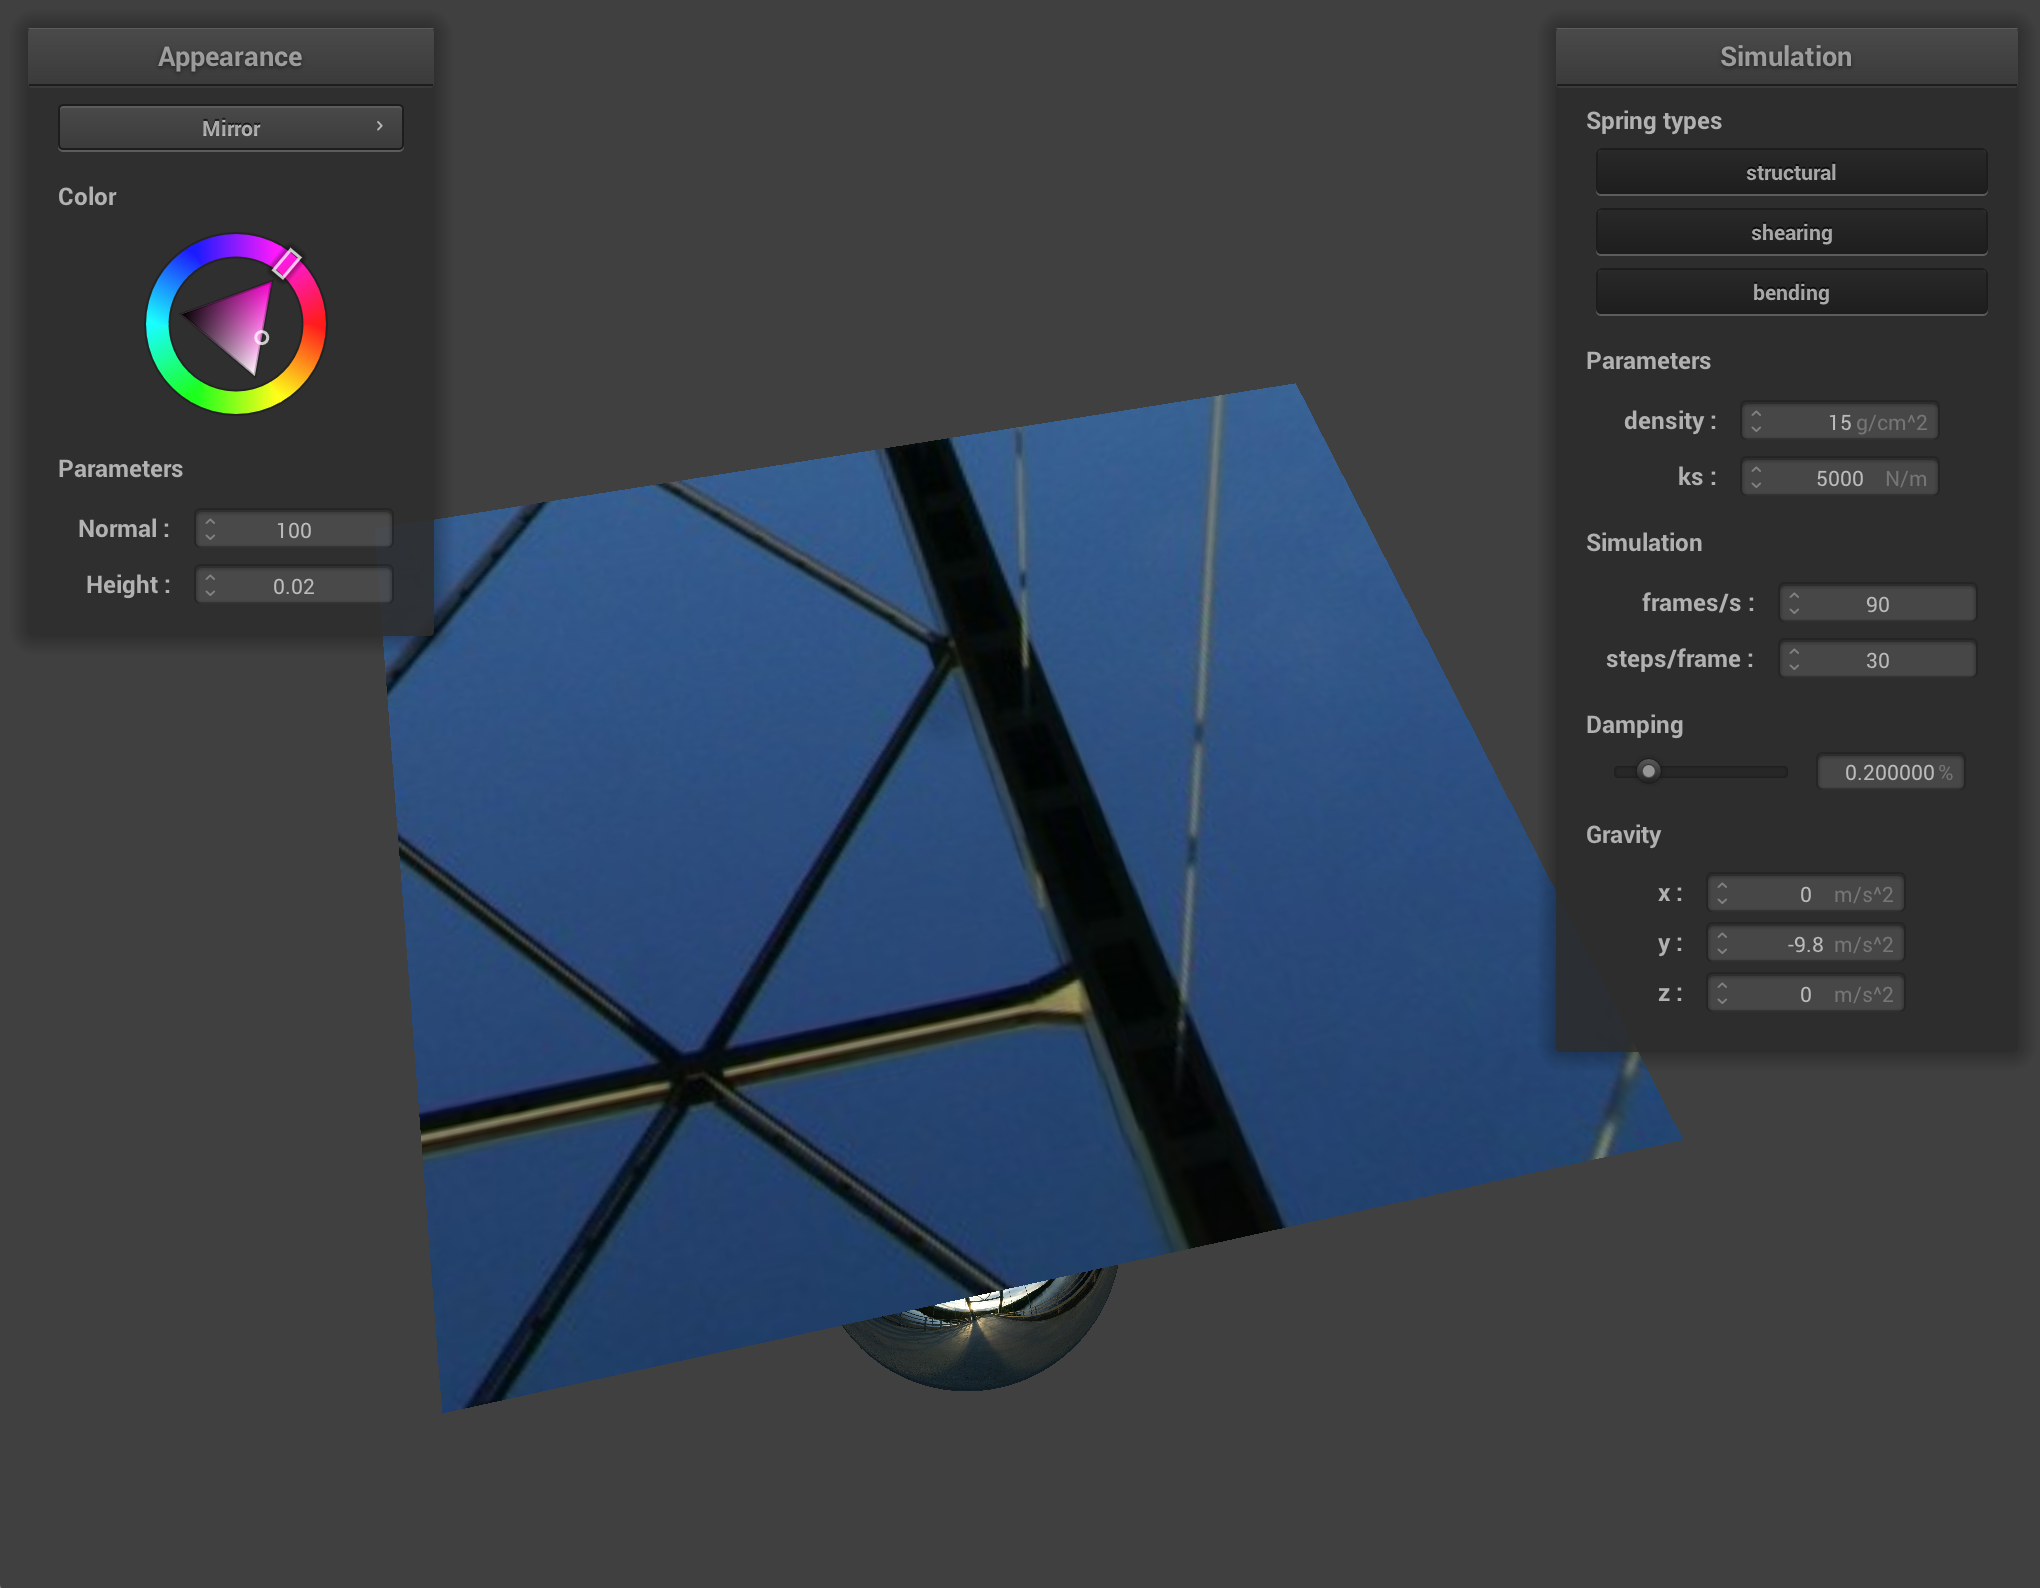 Appearance
Mirror
Color
Parameters
Normal : 100
Height : 0.02
Simulation
Spring types
structural
shearing
bending
Parameters
density : 15 g/cm^2
ks : 5000 N/m
Simulation
frames/s : 90
steps/frame : 30
Damping
0.200000 %
Gravity
x : 0 m/s^2
y : -9.8 m/s^2
z : 0 m/s^2